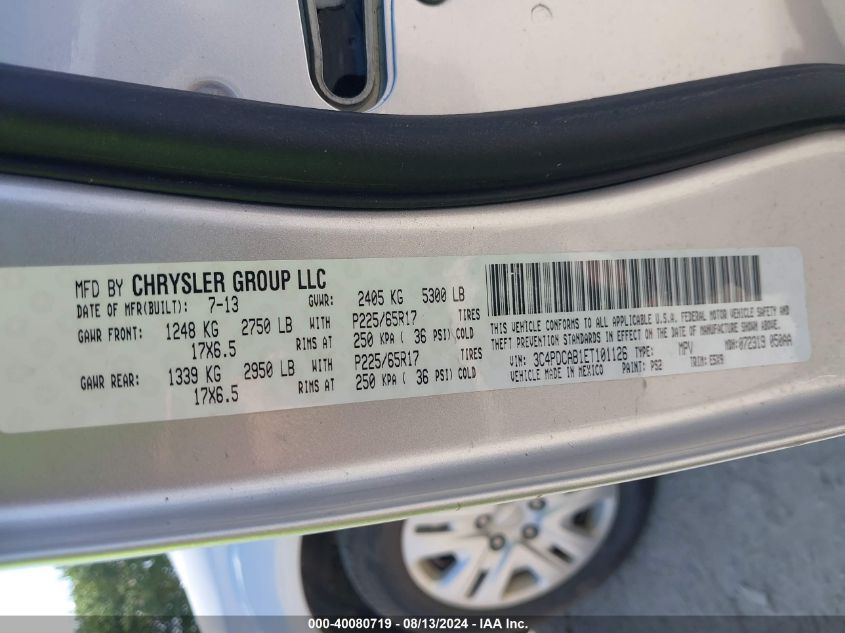 MFD BY CHRYSLER GROUP LLC
DATE OF MFR(BUILT): 7-13 GVWR: 2405 KG 5300 LB
GAWR FRONT: 1248 KG 2750 LB WITH P225/65R17 TIRES
17X6.5 RIMS AT 250 KPA ( 36 PSI) COLD
GAWR REAR: 1339 KG 2950 LB WITH P225/65R17 TIRES
17X6.5 RIMS AT 250 KPA ( 36 PSI) COLD
THIS VEHICLE CONFORMS TO ALL APPLICABLE U.S.A. FEDERAL MOTOR VEHICLE SAFETY AND
THEFT PREVENTION STANDARDS IN EFFECT ON THE DATE OF MANUFACTURE SHOWN ABOVE.
VIN: 3C4PDCAB1ET101126 TYPE: MPV MDH: 072319 050AA
VEHICLE MADE IN MEXICO PAINT: PS2 TRIM:
000-40080719 - 08/13/2024 - IAA Inc.